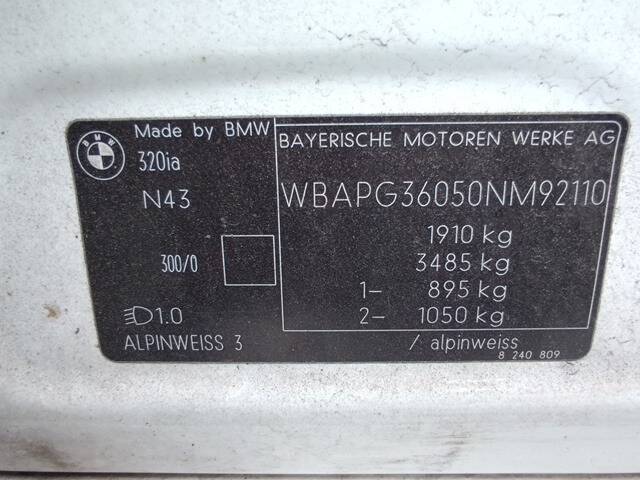 BMW
Made by BMW
320ia
N43
300/0
1.0
ALPINWEISS 3
BAYERISCHE MOTOREN WERKE AG
WBAPG36050NM92110
1910 kg
3485 kg
1- 895 kg
2- 1050 kg
/ alpinweiss
8 240 809